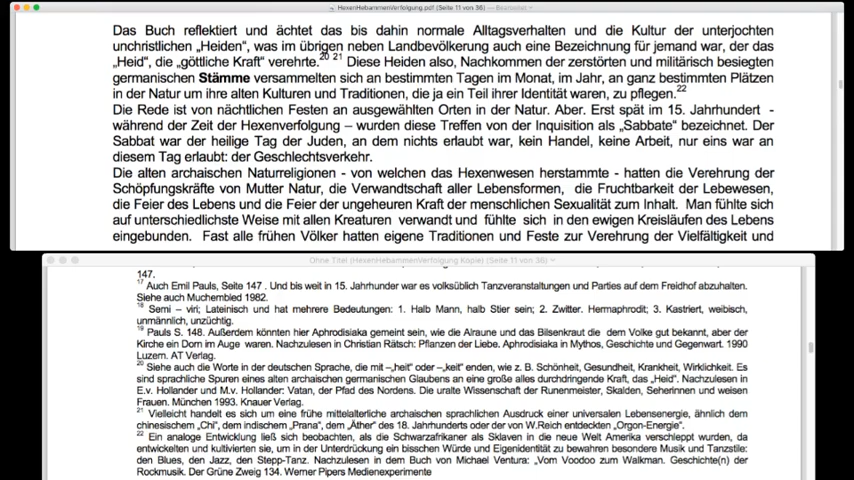 HexenHebammenVerfolgung.pdf (Seite 11 von 36) — Bearbeitet
Das Buch reflektiert und ächtet das bis dahin normale Alltagsverhalten und die Kultur der unterjochten
unchristlichen „Heiden“, was im übrigen neben Landbevölkerung auch eine Bezeichnung für jemand war, der das
„Heid“, die „göttliche Kraft“ verehrte.20 21 Diese Heiden also, Nachkommen der zerstörten und militärisch besiegten
germanischen Stämme versammelten sich an bestimmten Tagen im Monat, im Jahr, an ganz bestimmten Plätzen
in der Natur um ihre alten Kulturen und Traditionen, die ja ein Teil ihrer Identität waren, zu pflegen.22
Die Rede ist von nächtlichen Festen an ausgewählten Orten in der Natur. Aber. Erst spät im 15. Jahrhundert -
während der Zeit der Hexenverfolgung – wurden diese Treffen von der Inquisition als „Sabbate“ bezeichnet. Der
Sabbat war der heilige Tag der Juden, an dem nichts erlaubt war, kein Handel, keine Arbeit, nur eins war an
diesem Tag erlaubt: der Geschlechtsverkehr.
Die alten archaischen Naturreligionen - von welchen das Hexenwesen herstammte - hatten die Verehrung der
Schöpfungskräfte von Mutter Natur, die Verwandtschaft aller Lebensformen, die Fruchtbarkeit der Lebewesen,
die Feier des Lebens und die Feier der ungeheuren Kraft der menschlichen Sexualität zum Inhalt. Man fühlte sich
auf unterschiedlichste Weise mit allen Kreaturen verwandt und fühlte sich in den ewigen Kreisläufen des Lebens
eingebunden. Fast alle frühen Völker hatten eigene Traditionen und Feste zur Verehrung der Vielfältigkeit und
Ohne Titel (HexenHebammenVerfolgung Kopie) (Seite 11 von 36)
147.
17 Auch Emil Pauls, Seite 147 . Und bis weit in 15. Jahrhunder war es volksüblich Tanzveranstaltungen und Parties auf dem Freidhof abzuhalten.
Siehe auch Muchembled 1982.
18 Semi – viri; Lateinisch und hat mehrere Bedeutungen: 1. Halb Mann, halb Stier sein; 2. Zwitter. Hermaphrodit; 3. Kastriert, weibisch,
unmännlich, unzüchtig.
19 Pauls S. 148. Außerdem könnten hier Aphrodisiaka gemeint sein, wie die Alraune und das Bilsenkraut die dem Volke gut bekannt, aber der
Kirche ein Dorn im Auge waren. Nachzulesen in Christian Rätsch: Pflanzen der Liebe. Aphrodisiaka in Mythos, Geschichte und Gegenwart. 1990
Luzern. AT Verlag.
20 Siehe auch die Worte in der deutschen Sprache, die mit –„heit“ oder –„keit“ enden, wie z. B. Schönheit, Gesundheit, Krankheit, Wirklichkeit. Es
sind sprachliche Spuren eines alten archaischen germanischen Glaubens an eine große alles durchdringende Kraft, das „Heid“. Nachzulesen in
E.v. Hollander und M.v. Hollander: Vatan, der Pfad des Nordens. Die uralte Wissenschaft der Runenmeister, Skalden, Seherinnen und weisen
Frauen. München 1993. Knauer Verlag.
21 Vielleicht handelt es sich um eine frühe mittelalterliche archaischen sprachlichen Ausdruck einer universalen Lebensenergie, ähnlich dem
chinesischem „Chi“, dem indischem „Prana“, dem „Äther“ des 18. Jahrhunderts oder der von W.Reich entdeckten „Orgon-Energie“.
22 Ein analoge Entwicklung ließ sich beobachten, als die Schwarzafrikaner als Sklaven in die neue Welt Amerika verschleppt wurden, da
entwickelten und kultivierten sie, um in der Unterdrückung ein bisschen Würde und Eigenidentität zu bewahren besondere Musik und Tanzstile:
den Blues, den Jazz, den Stepp-Tanz. Nachzulesen in dem Buch von Michael Ventura: „Vom Voodoo zum Walkman. Geschichte(n) der
Rockmusik. Der Grüne Zweig 134. Werner Pipers Medienexperimente